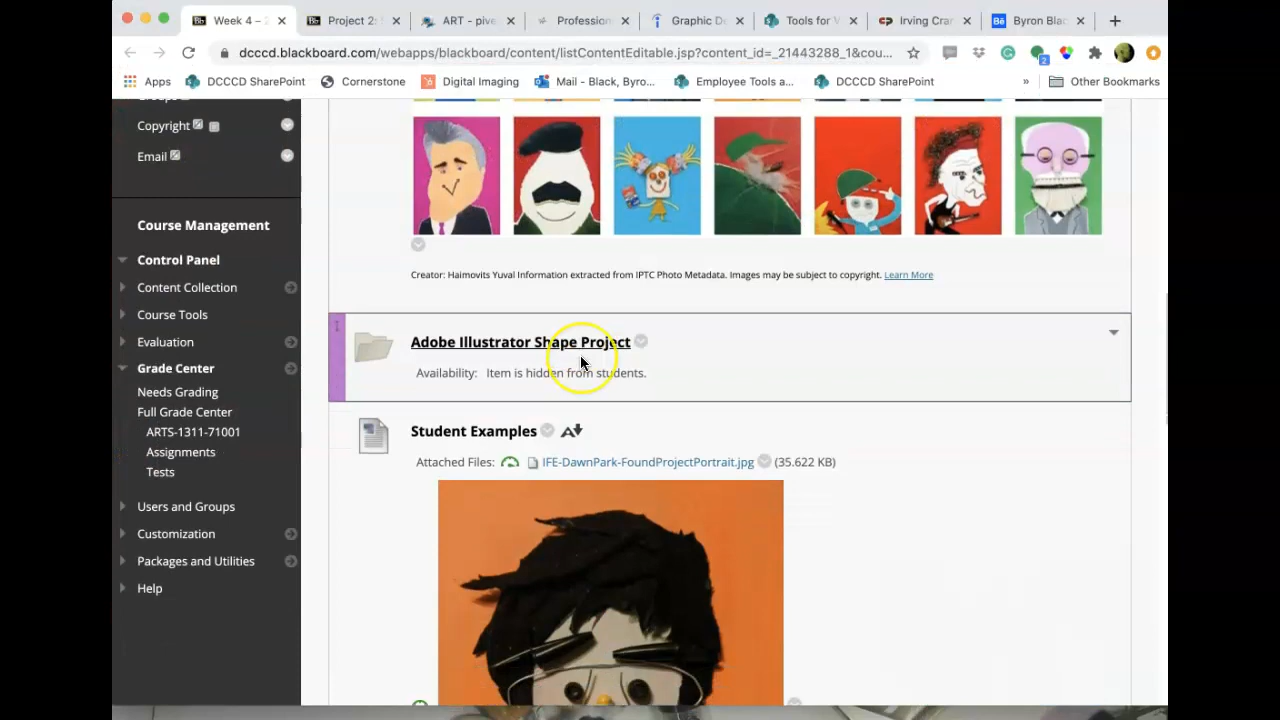 Week 4 –
Project 2:
ART - pive
Profession
Graphic D
Tools for V
Irving Cra
Byron Blac
dcccd.blackboard.com/webapps/blackboard/content/listContentEditable.jsp?content_id=_21443288_1&cou...
2
Apps
DCCCD SharePoint
Cornerstone
Digital Imaging
Mail - Black, Byro...
Employee Tools a...
DCCCD SharePoint
»
Other Bookmarks
Copyright
Email
Course Management
Control Panel
Content Collection
Course Tools
Evaluation
Grade Center
Needs Grading
Full Grade Center
ARTS-1311-71001
Assignments
Tests
Users and Groups
Customization
Packages and Utilities
Help
Creator: Haimovits Yuval Information extracted from IPTC Photo Metadata. Images may be subject to copyright. Learn More
Adobe Illustrator Shape Project
Availability: Item is hidden from students.
Student Examples
Attached Files: IFE-DawnPark-FoundProjectPortrait.jpg (35.622 KB)